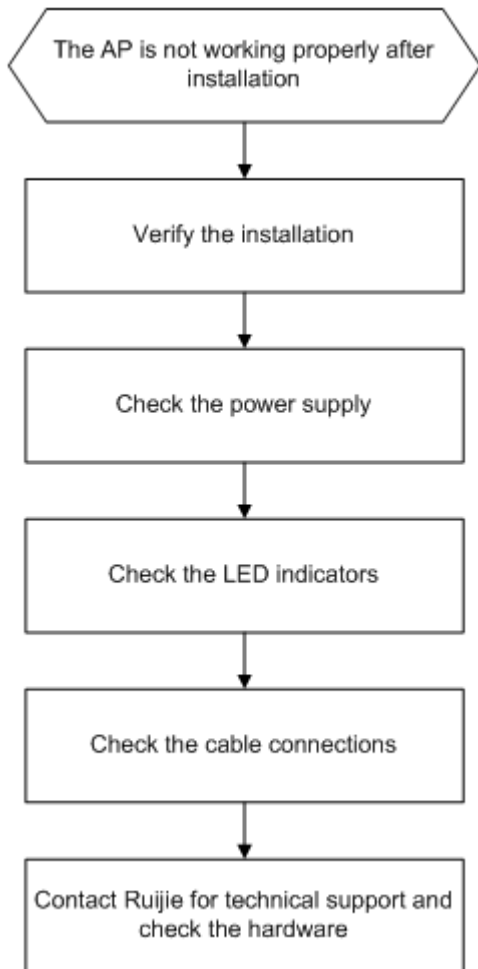 The AP is not working properly after
installation
Verify the installation
Check the power supply
Check the LED indicators
Check the cable connections
Contact Ruijie for technical support and
check the hardware